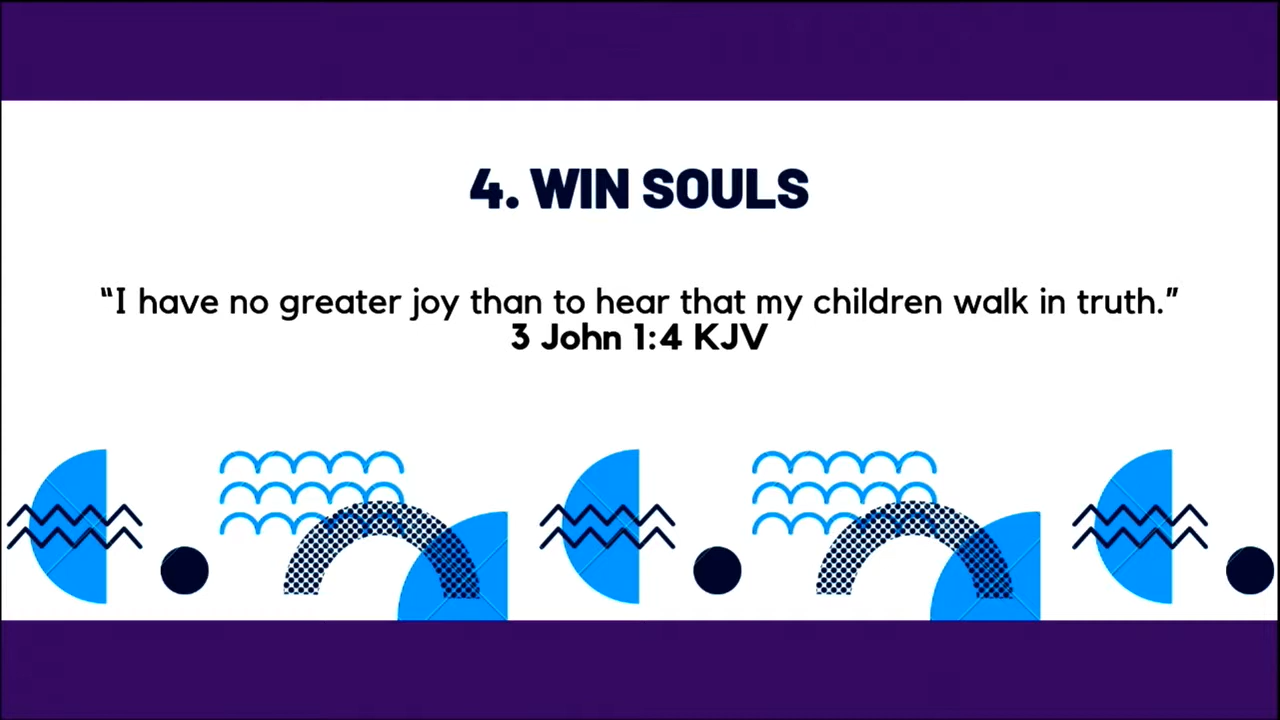 4. WIN SOULS
“I have no greater joy than to hear that my children walk in truth.”
3 John 1:4 KJV